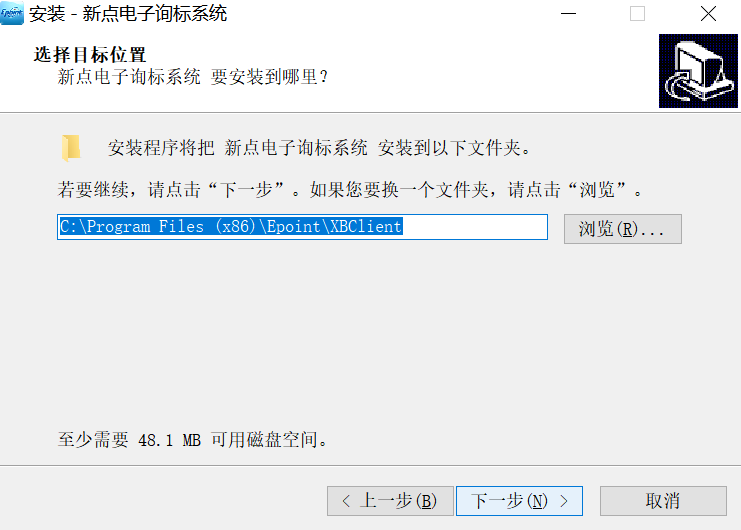 Epoint 安装 - 新点电子询标系统
选择目标位置
新点电子询标系统 要安装到哪里？
安装程序将把 新点电子询标系统 安装到以下文件夹。
若要继续，请点击“下一步”。如果您要换一个文件夹，请点击“浏览”。
C:\Program Files (x86)\Epoint\XBClient
浏览(R)...
至少需要 48.1 MB 可用磁盘空间。
< 上一步(B) 下一步(N) > 取消